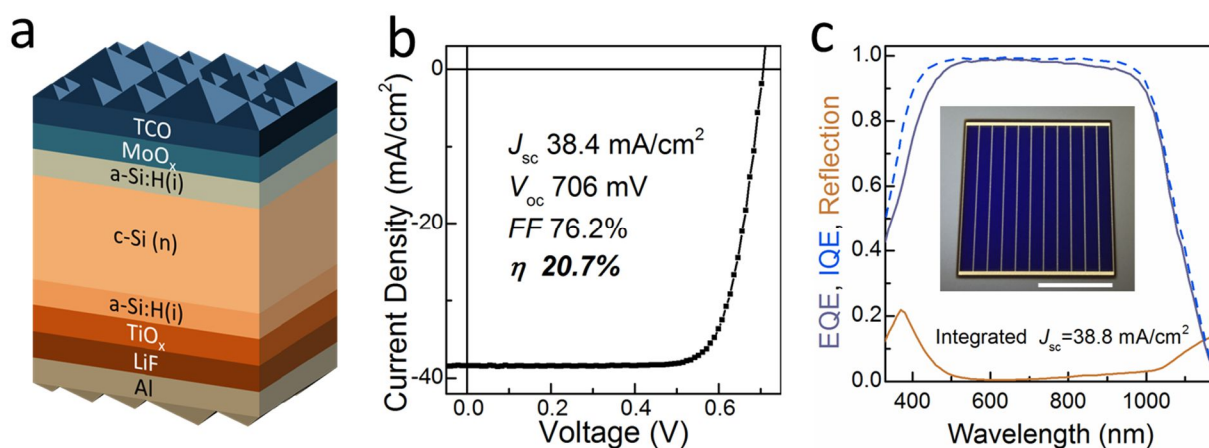 a
TCO
MoOₓ
a-Si:H(i)
c-Si (n)
a-Si:H(i)
TiOₓ
LiF
Al
b
Current Density (mA/cm²)
0
-20
-40
Jsc 38.4 mA/cm²
Voc 706 mV
FF 76.2%
η 20.7%
0.0 0.2 0.4 0.6
Voltage (V)
c
EQE, IQE, Reflection
1.0
0.8
0.6
0.4
0.2
0.0
Integrated Jsc=38.8 mA/cm²
400 600 800 1000
Wavelength (nm)